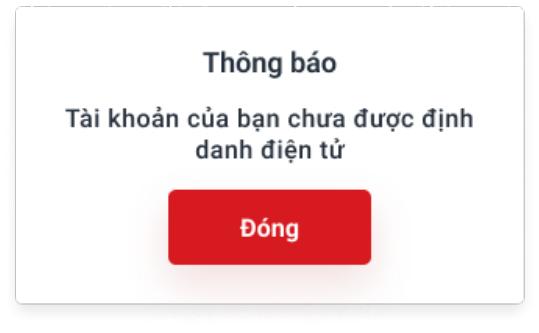 Thông báo
Tài khoản của bạn chưa được định
danh điện tử
Đóng